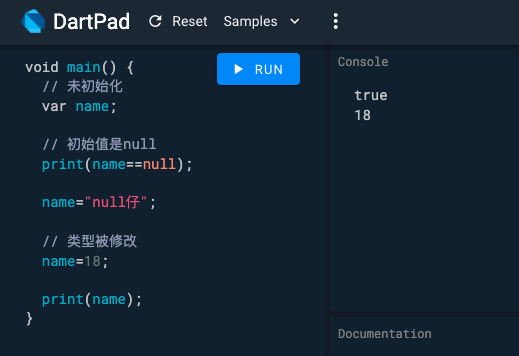 DartPad Reset Samples
RUN
void main() {
// 未初始化
var name;
// 初始值是null
print(name==null);
name="null仔";
// 类型被修改
name=18;
print(name);
}
Console
true
18
Documentation